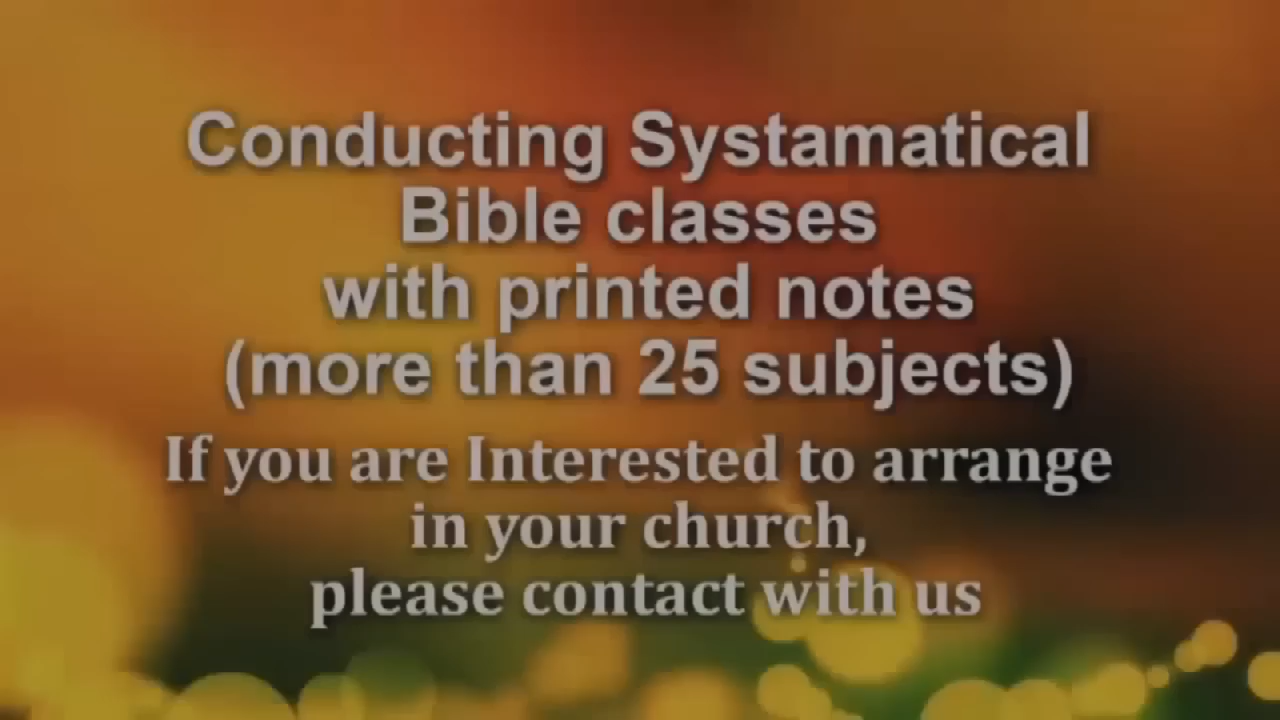 Conducting Systamatical
Bible classes
with printed notes
(more than 25 subjects)
If you are Interested to arrange
in your church,
please contact with us